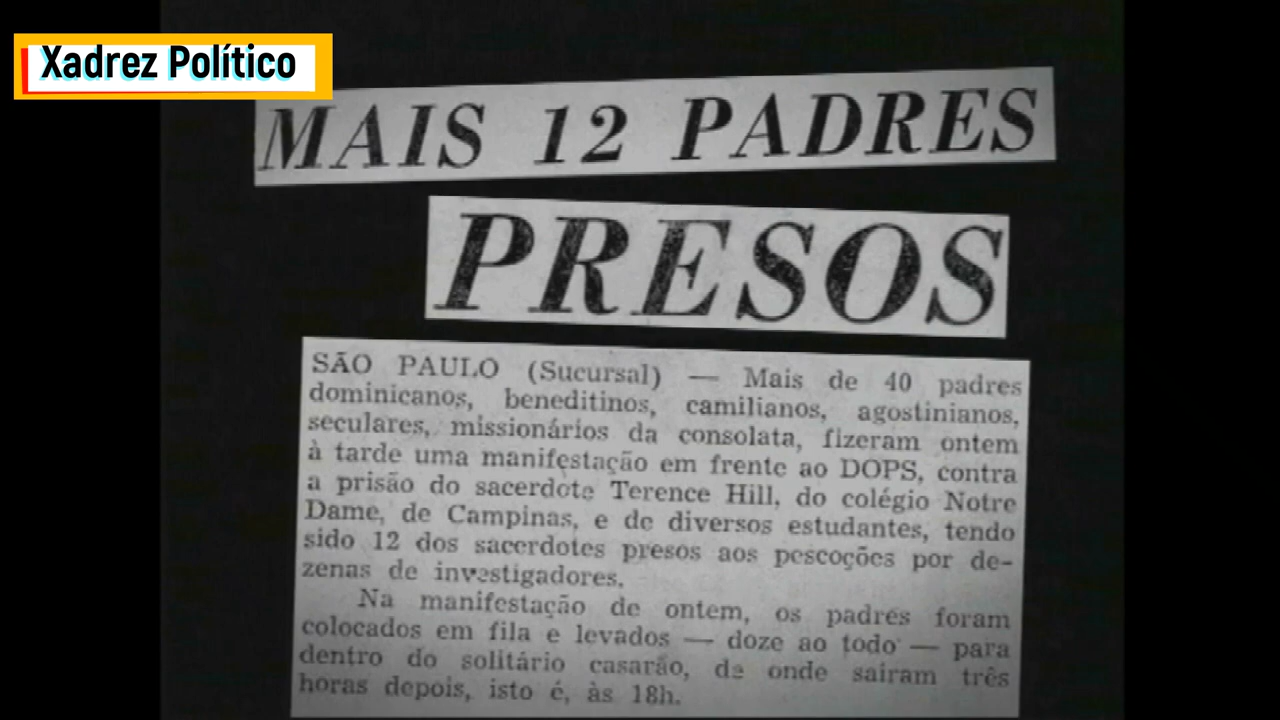 Xadrez Político
MAIS 12 PADRES
PRESOS
SÃO PAULO (Sucursal) — Mais de 40 padres
dominicanos, beneditinos, camilianos, agostinianos,
seculares, missionários da consolata, fizeram ontem
à tarde uma manifestação em frente ao DOPS, contra
a prisão do sacerdote Terence Hill, do colégio Notre
Dame, de Campinas, e de diversos estudantes, tendo
sido 12 dos sacerdotes presos aos pescoções por de-
zenas de investigadores.
Na manifestação de ontem, os padres foram
colocados em fila e levados — doze ao todo — para
dentro do solitário casarão, de onde saíram três
horas depois, isto é, às 18h.